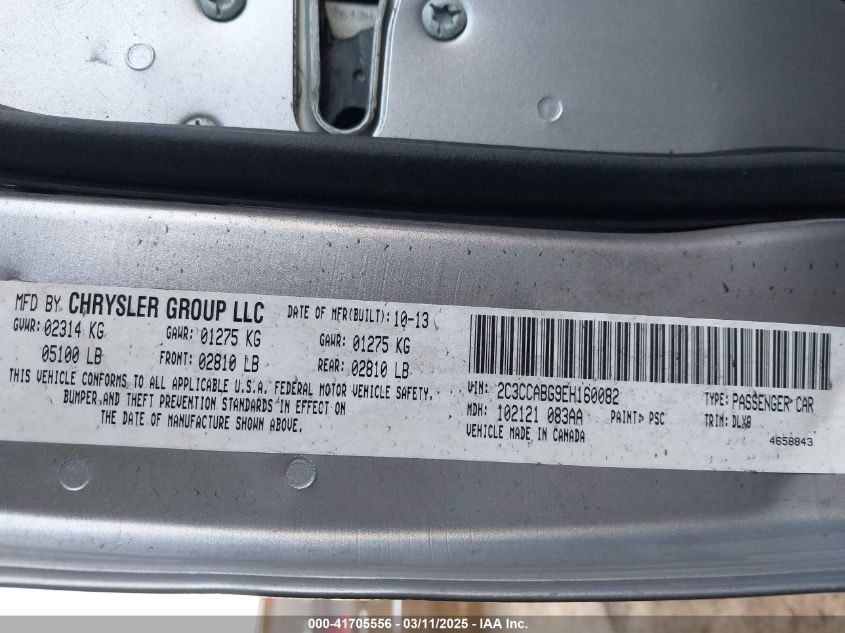 MFD BY CHRYSLER GROUP LLC DATE OF MFR(BUILT): 10-13
GVWR: 02314 KG GAWR: 01275 KG GAWR: 01275 KG
05100 LB FRONT: 02810 LB REAR: 02810 LB
THIS VEHICLE CONFORMS TO ALL APPLICABLE U.S.A. FEDERAL MOTOR VEHICLE SAFETY,
BUMPER, AND THEFT PREVENTION STANDARDS IN EFFECT ON
THE DATE OF MANUFACTURE SHOWN ABOVE.
VIN: 2C3CCABG9EH160082 TYPE: PASSENGER CAR
MDH: 102121 083AA PAINT> PSC TRIM: DLX8
VEHICLE MADE IN CANADA 4658843
000-41705556 - 03/11/2025 - IAA Inc.